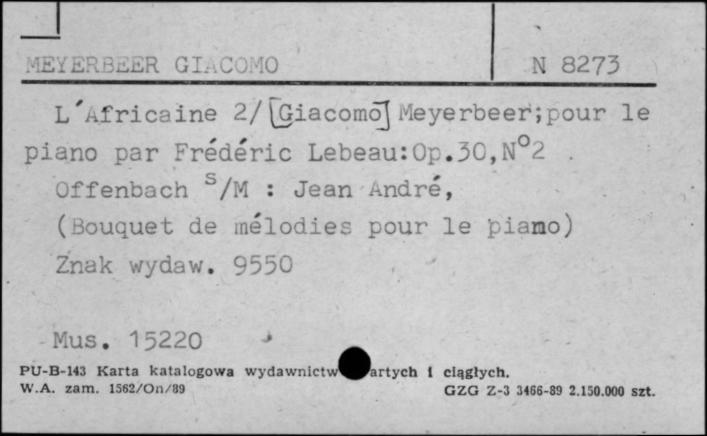 MEYERBEER GIACOMO N 8273
L'Africaine 2/[Giacomo] Meyerbeer;pour le
piano par Frédéric Lebeau:Op.30,N°2
Offenbach s/M : Jean André,
(Bouquet de mélodies pour le piano)
Znak wydaw. 9550
Mus. 15220
PU-B-143 Karta katalogowa wydawnictw artych i ciągłych.
W.A. zam. 1562/On/89 GZG Z-3 3466-89 2.150.000 szt.